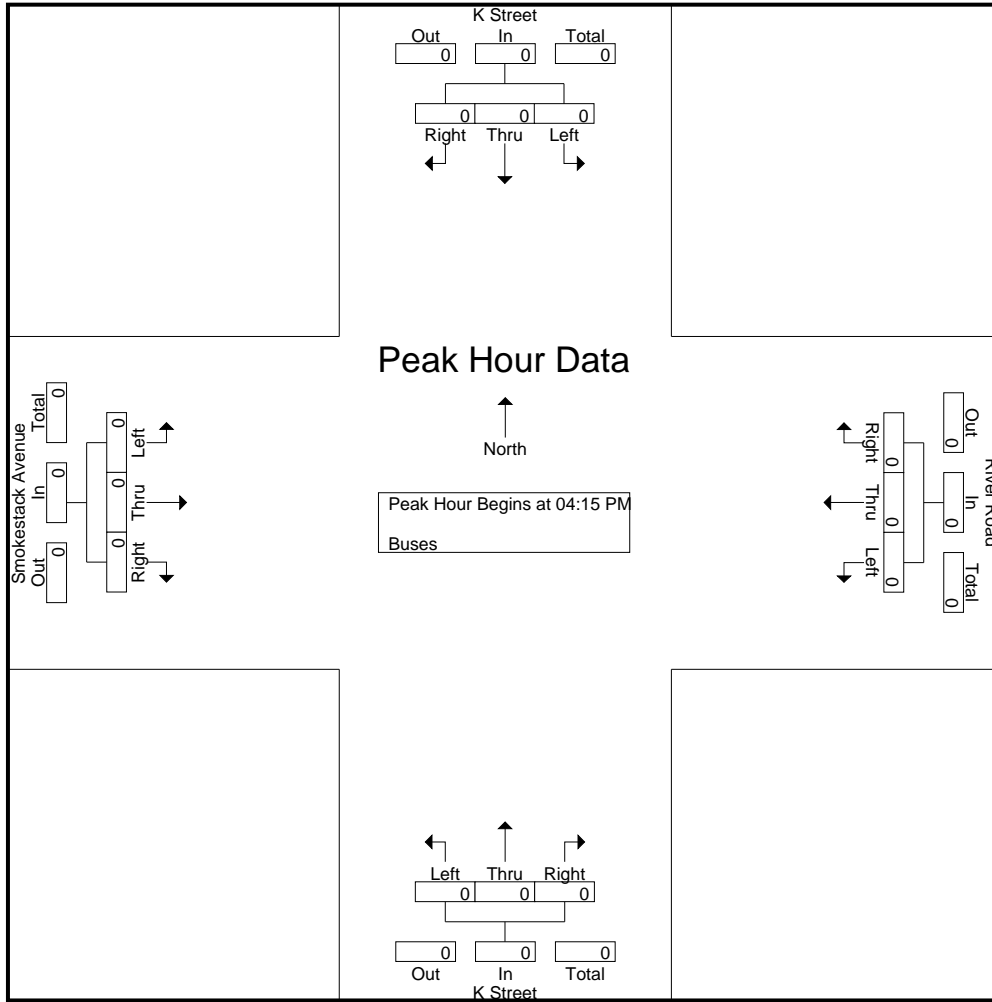 K Street
Out In Total
0 0 0
0 0 0
Right Thru Left
Peak Hour Data
North
Peak Hour Begins at 04:15 PM
Buses
Smokestack Avenue
Out In Total
0 0 0
0 0 0
Right Thru Left
River Road
Out In Total
0 0 0
0 0 0
Right Thru Left
Left Thru Right
0 0 0
0 0 0
Out In Total
K Street